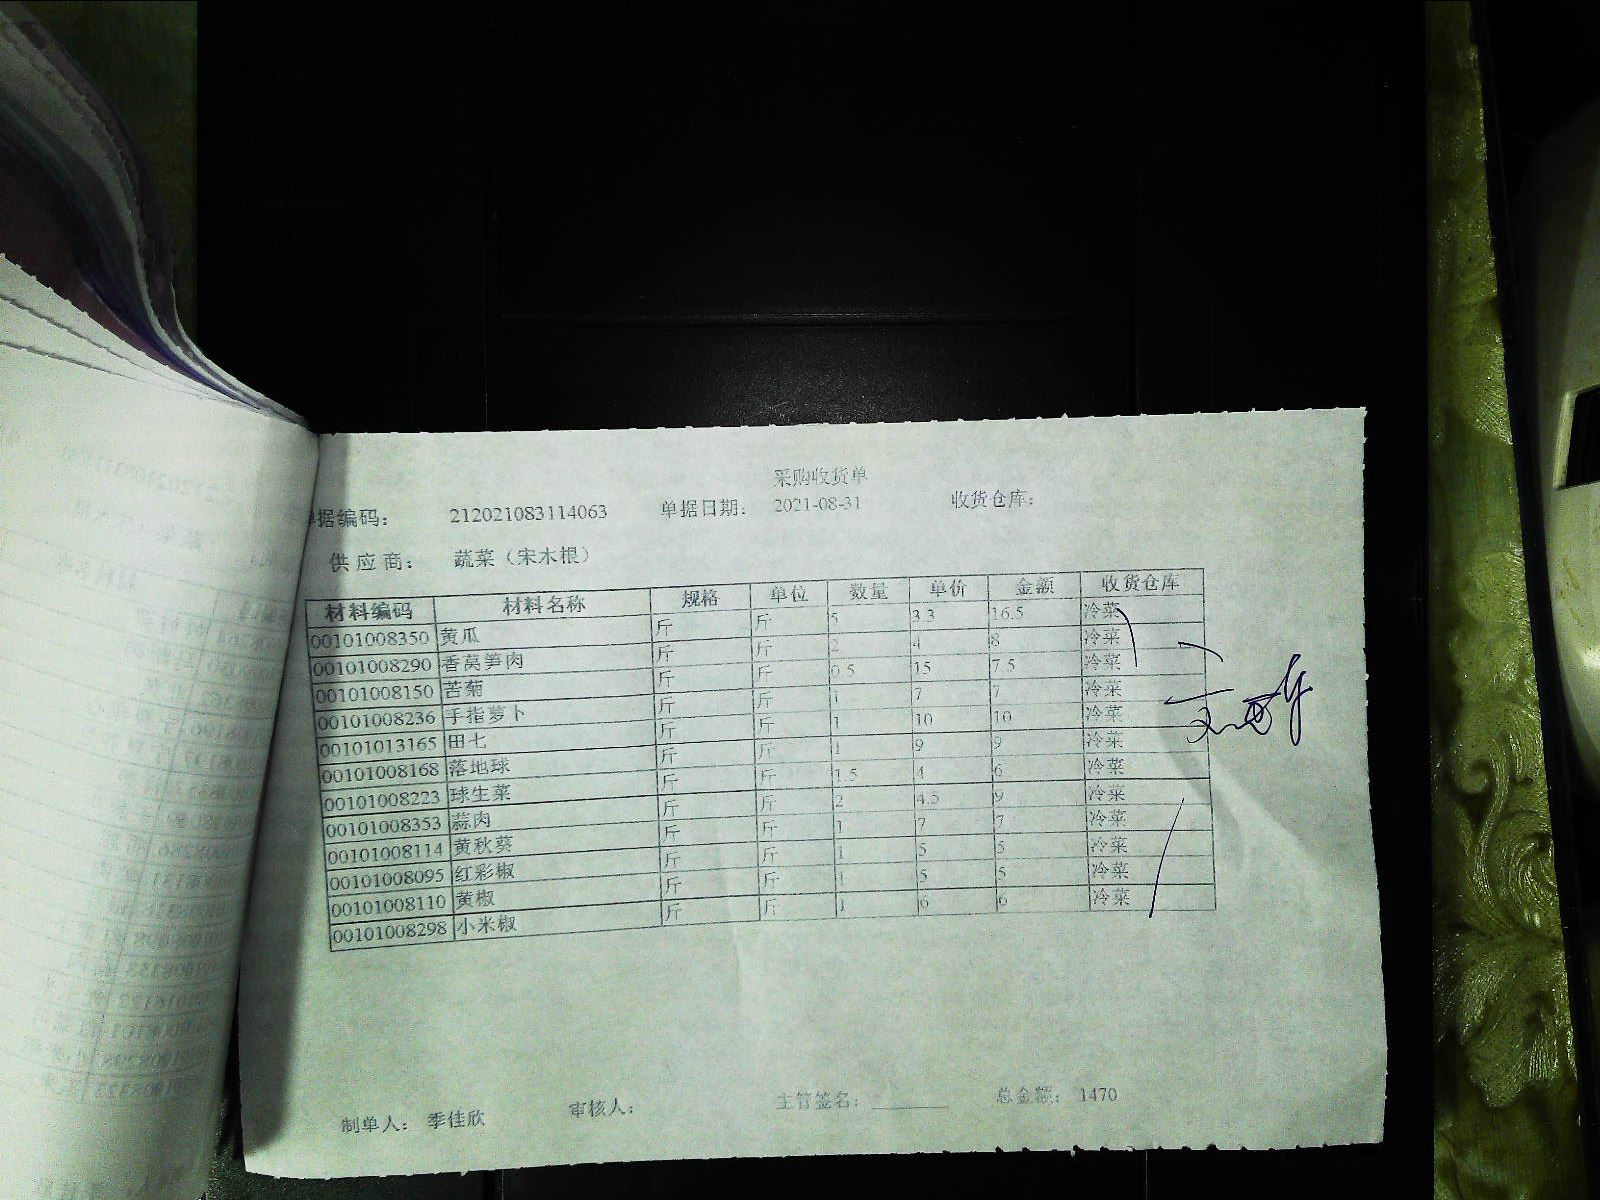 采购收货单
单据编码: 212021083114063 单据日期: 2021-08-31 收货仓库:
供应商: 蔬菜（宋木根）
材料编码 材料名称 规格 单位 数量 单价 金额 收货仓库
00101008350 黄瓜 斤 斤 5 3.3 16.5 冷菜
00101008290 香莴笋肉 斤 斤 2 4 8 冷菜
00101008150 苦菊 斤 斤 0.5 15 7.5 冷菜
00101008236 手指萝卜 斤 斤 1 7 7 冷菜
00101013165 田七 斤 斤 1 10 10 冷菜
00101008168 落地球 斤 斤 1 9 9 冷菜
00101008223 球生菜 斤 斤 1.5 4 6 冷菜
00101008353 蒜肉 斤 斤 2 4.5 9 冷菜
00101008114 黄秋葵 斤 斤 1 7 7 冷菜
00101008095 红彩椒 斤 斤 1 5 5 冷菜
00101008110 黄椒 斤 斤 1 5 5 冷菜
00101008298 小米椒 斤 斤 1 6 6 冷菜
制单人: 季佳欣 审核人: 主管签名: 总金额: 1470